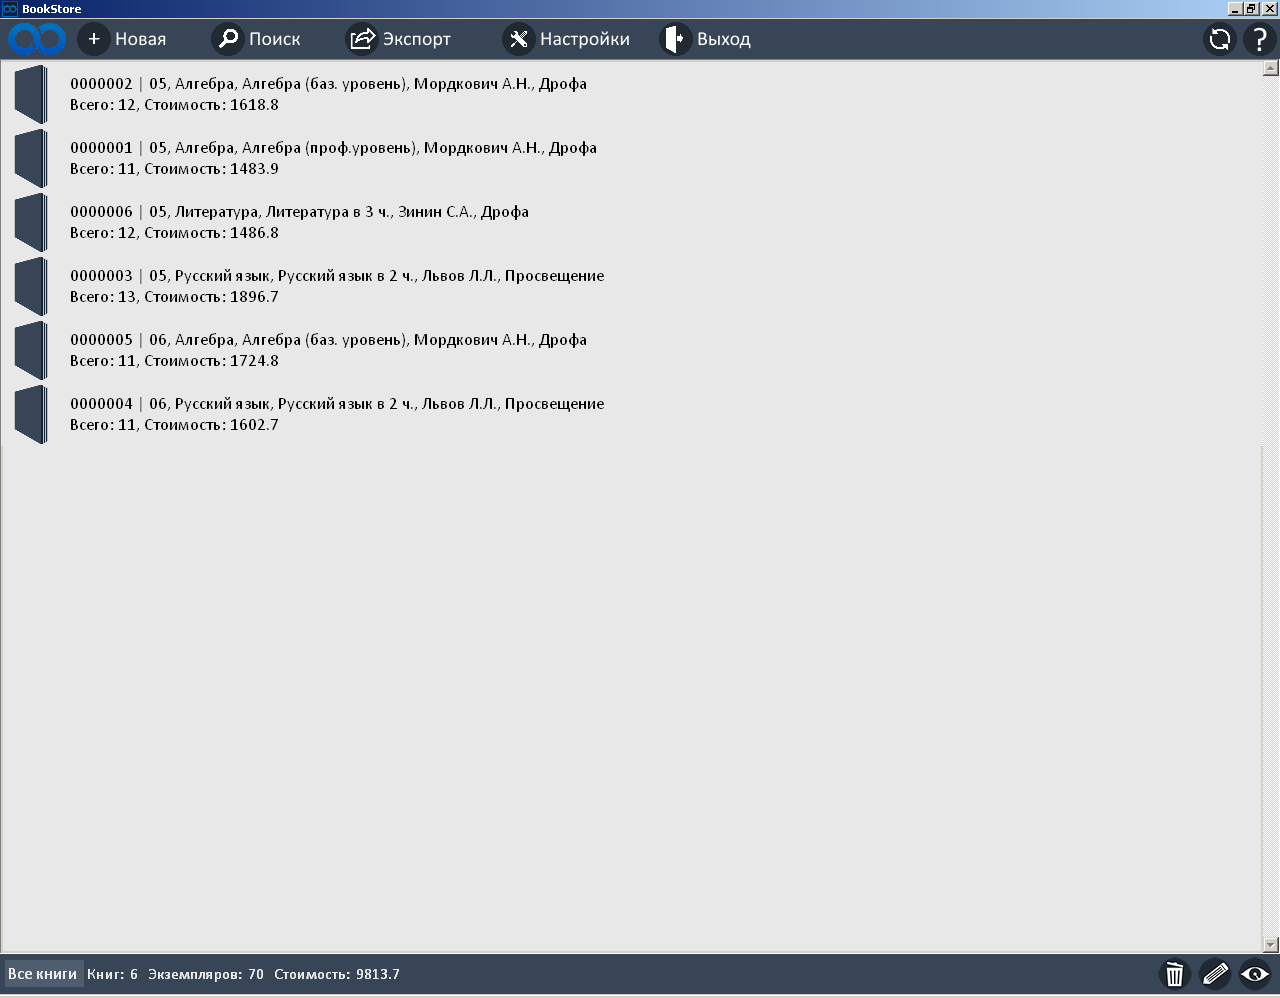 BookStore
+ Новая Поиск Экспорт Настройки Выход ?
0000002 | 05, Алгебра, Алгебра (баз. уровень), Мордкович А.Н., Дрофа
Всего: 12, Стоимость: 1618.8
0000001 | 05, Алгебра, Алгебра (проф.уровень), Мордкович А.Н., Дрофа
Всего: 11, Стоимость: 1483.9
0000006 | 05, Литература, Литература в 3 ч., Зинин С.А., Дрофа
Всего: 12, Стоимость: 1486.8
0000003 | 05, Русский язык, Русский язык в 2 ч., Львов Л.Л., Просвещение
Всего: 13, Стоимость: 1896.7
0000005 | 06, Алгебра, Алгебра (баз. уровень), Мордкович А.Н., Дрофа
Всего: 11, Стоимость: 1724.8
0000004 | 06, Русский язык, Русский язык в 2 ч., Львов Л.Л., Просвещение
Всего: 11, Стоимость: 1602.7
Все книги Книг: 6 Экземпляров: 70 Стоимость: 9813.7